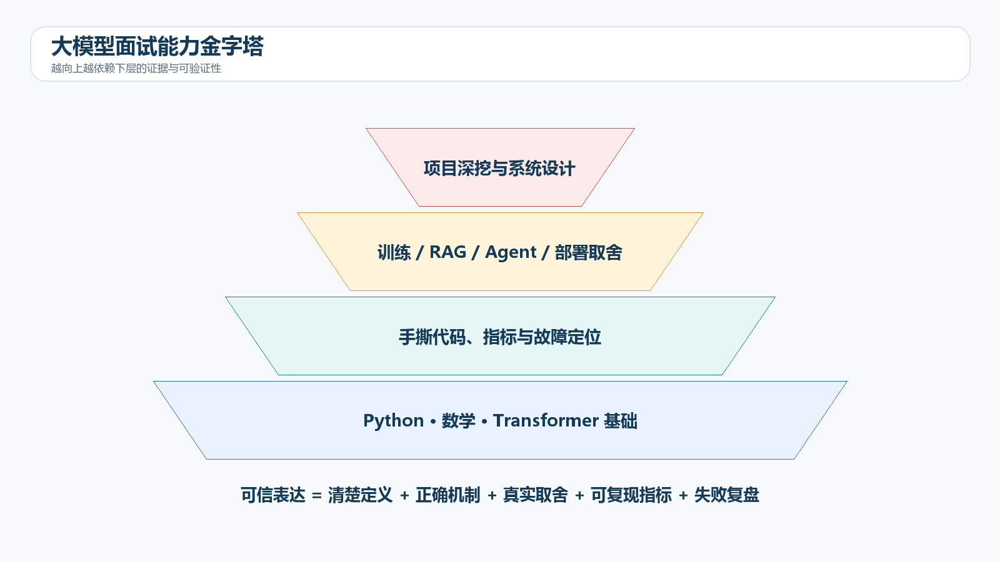 大模型面试能力金字塔
越向上越依赖下层的证据与可验证性
项目深挖与系统设计
训练 / RAG / Agent / 部署取舍
手撕代码、指标与故障定位
Python • 数学 • Transformer 基础
可信表达 = 清楚定义 + 正确机制 + 真实取舍 + 可复现指标 + 失败复盘